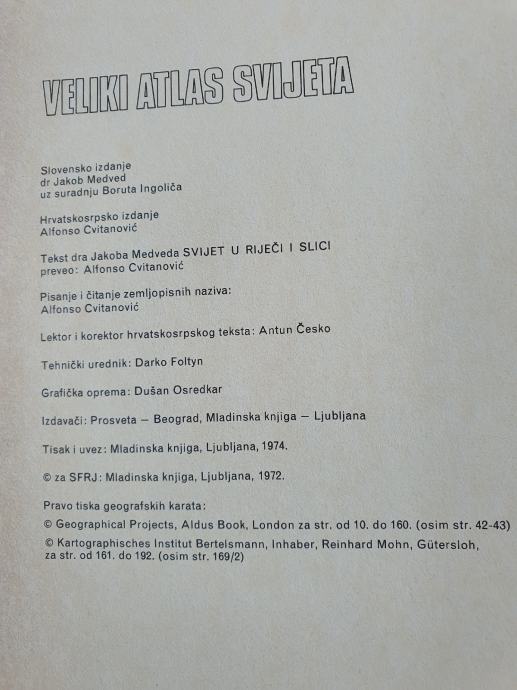 VELIKI ATLAS SVIJETA
Slovensko izdanje
dr Jakob Medved
uz suradnju Boruta Ingoliča
Hrvatskosrpsko izdanje
Alfonso Cvitanović
Tekst dra Jakoba Medveda SVIJET U RIJEČI I SLICI
preveo: Alfonso Cvitanović
Pisanje i čitanje zemljopisnih naziva:
Alfonso Cvitanović
Lektor i korektor hrvatskosrpskog teksta: Antun Česko
Tehnički urednik: Darko Foltyn
Grafička oprema: Dušan Osredkar
Izdavači: Prosveta — Beograd, Mladinska knjiga — Ljubljana
Tisak i uvez: Mladinska knjiga, Ljubljana, 1974.
© za SFRJ: Mladinska knjiga, Ljubljana, 1972.
Pravo tiska geografskih karata:
© Geographical Projects, Aldus Book, London za str. od 10. do 160. (osim str. 42-43)
© Kartographisches Institut Bertelsmann, Inhaber, Reinhard Mohn, Gütersloh,
za str. od 161. do 192. (osim str. 169/2)